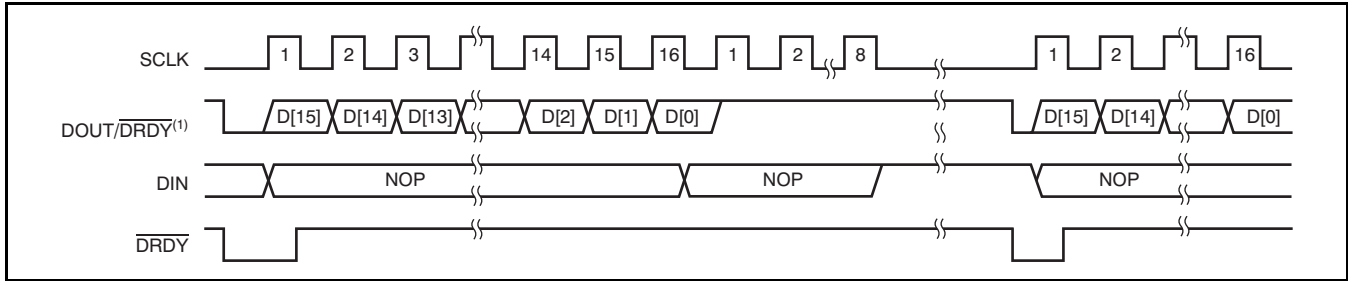 SCLK 1 2 3 14 15 16 1 2 8 1 2 16
DOUT/DRDY(1) D[15] D[14] D[13] D[2] D[1] D[0] D[15] D[14] D[0]
DIN NOP NOP NOP
DRDY